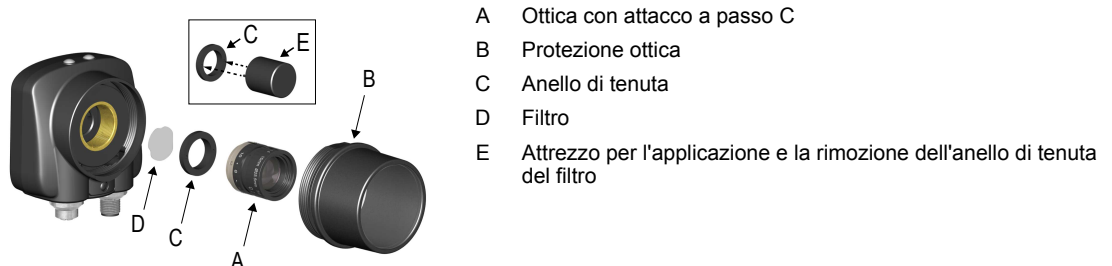 C
E
B
D
C
A
A Ottica con attacco a passo C
B Protezione ottica
C Anello di tenuta
D Filtro
E Attrezzo per l'applicazione e la rimozione dell'anello di tenuta
del filtro